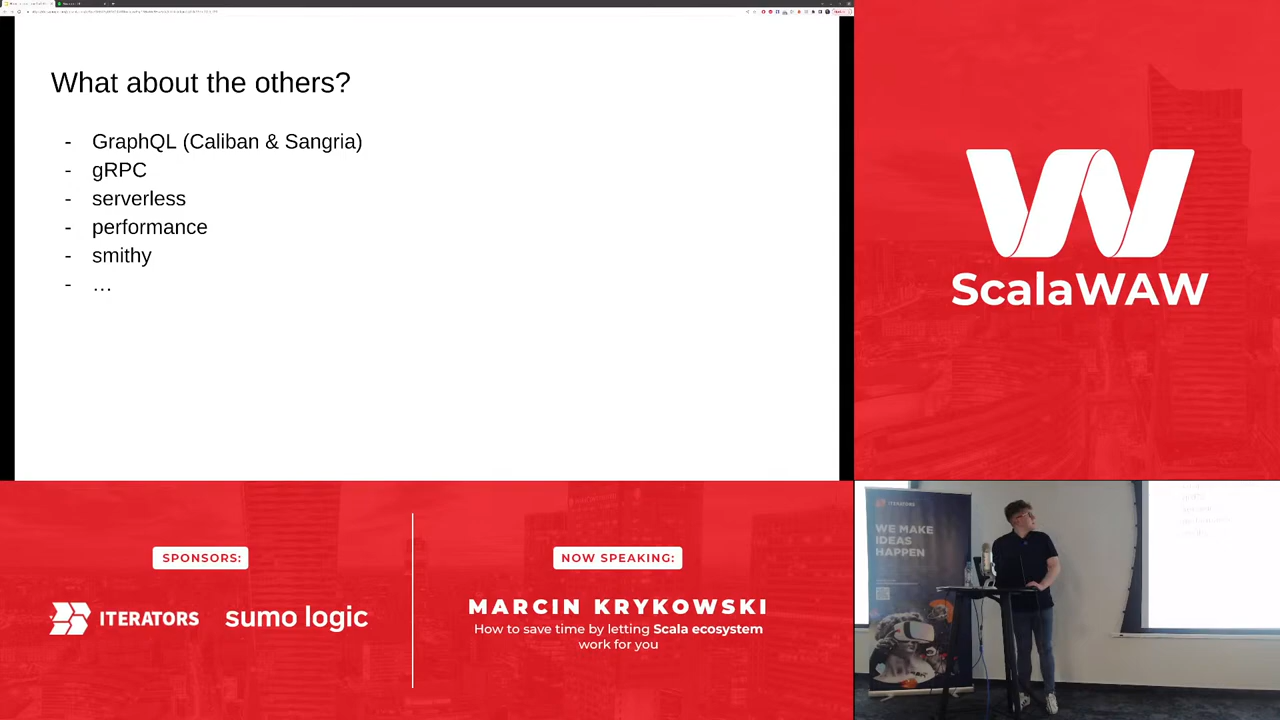 What about the others?
- GraphQL (Caliban & Sangria)
- gRPC
- serverless
- performance
- smithy
- …
ScalaWAW
SPONSORS:
ITERATORS
sumo logic
NOW SPEAKING:
MARCIN KRYKOWSKI
How to save time by letting Scala ecosystem
work for you
ITERATORS
WE MAKE
IDEAS
HAPPEN